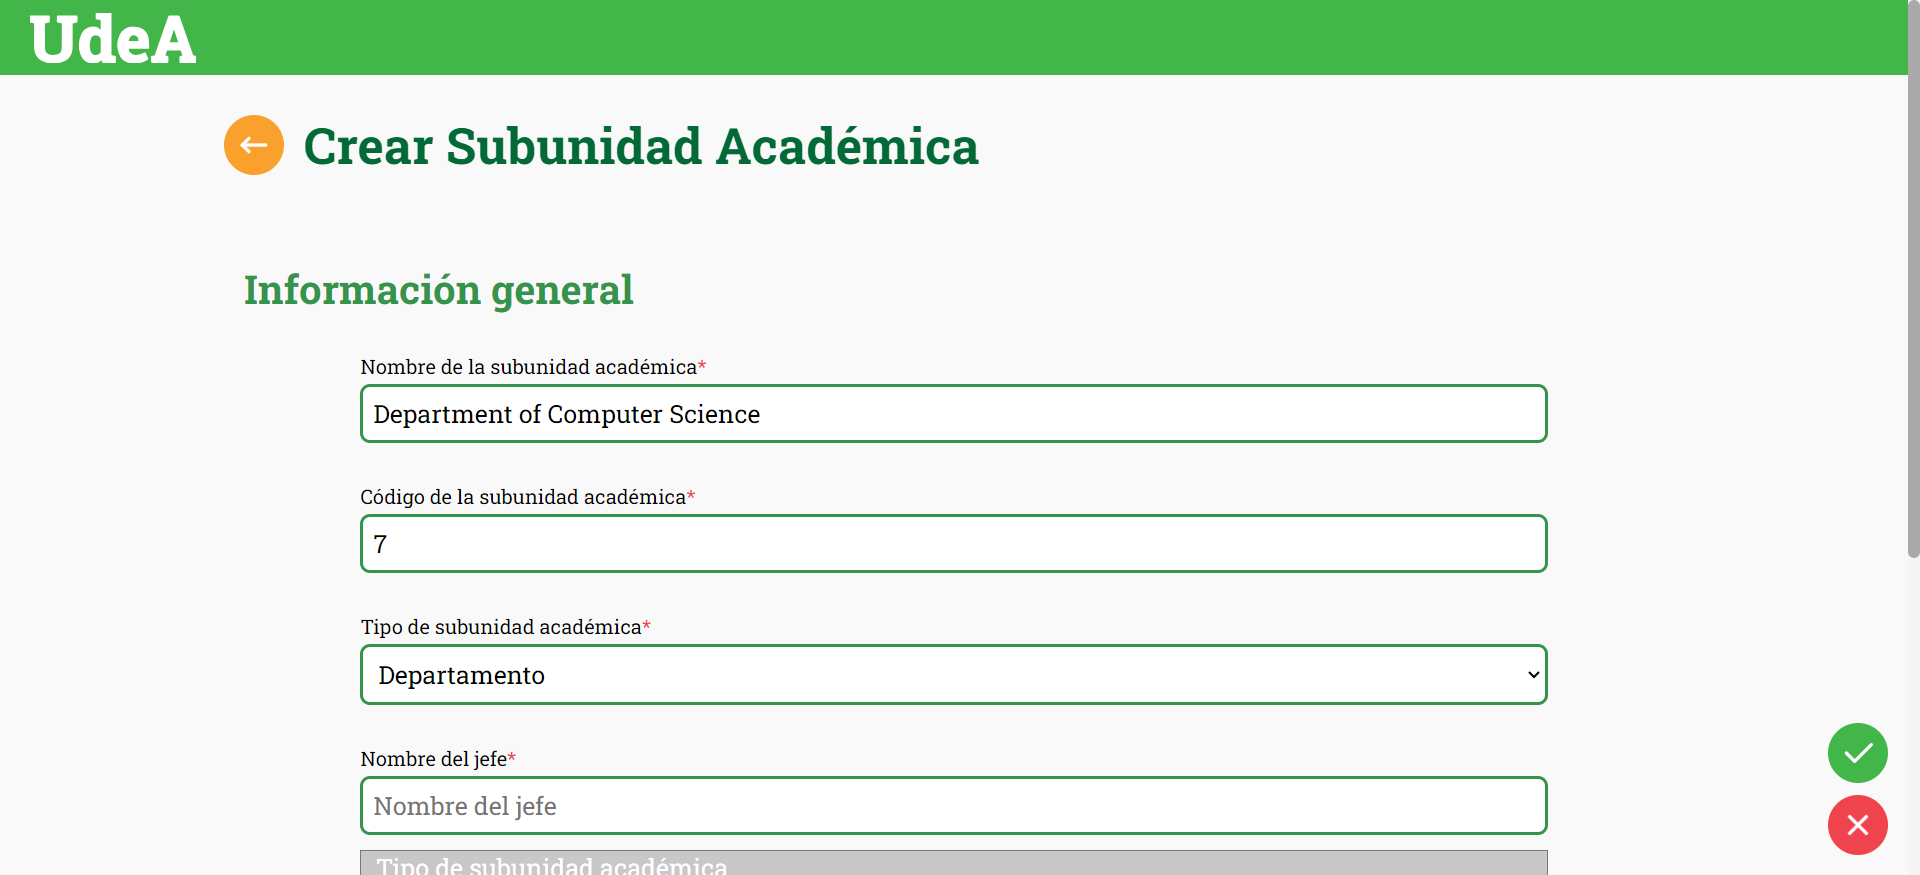 UdeA
Crear Subunidad Académica
Información general
Nombre de la subunidad académica*
Department of Computer Science
Código de la subunidad académica*
7
Tipo de subunidad académica*
Departamento
Nombre del jefe*
Nombre del jefe
Tipo de subunidad académica